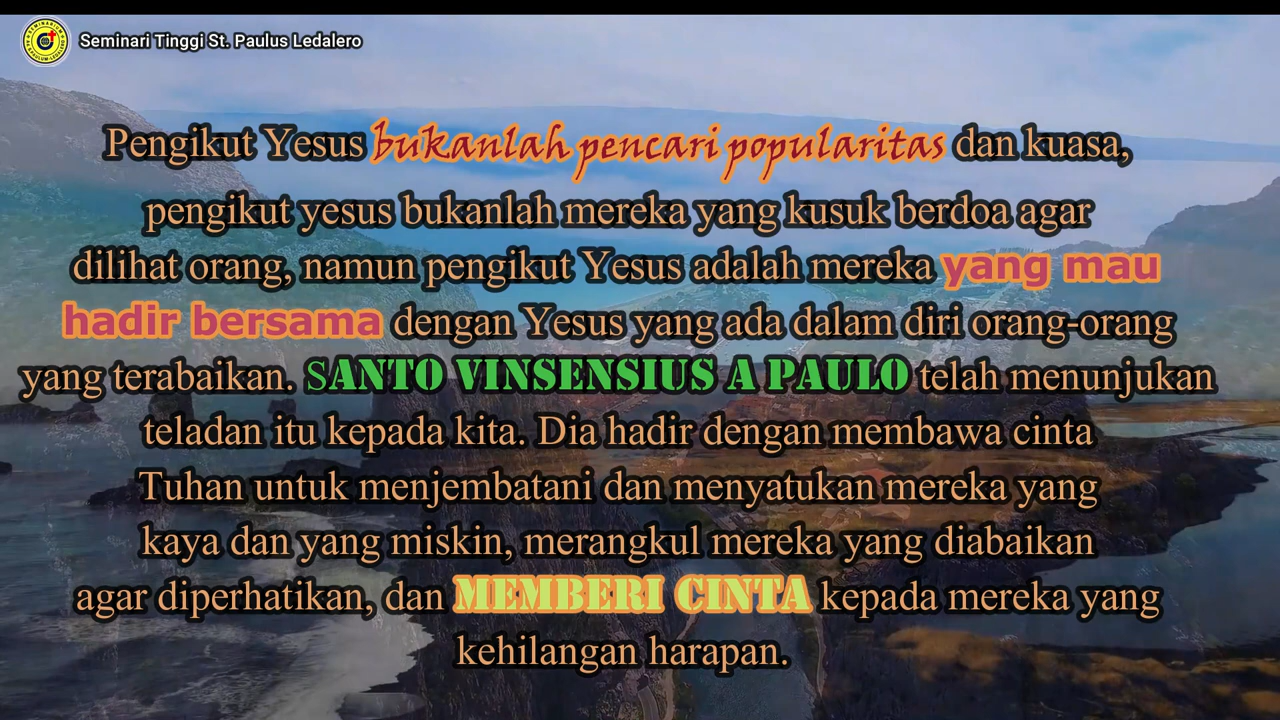 Seminari Tinggi St. Paulus Ledalero
Pengikut Yesus bukanlah pencari popularitas dan kuasa,
pengikut yesus bukanlah mereka yang kusuk berdoa agar
dilihat orang, namun pengikut Yesus adalah mereka yang mau
hadir bersama dengan Yesus yang ada dalam diri orang-orang
yang terabaikan. SANTO VINSENSIUS A PAULO telah menunjukan
teladan itu kepada kita. Dia hadir dengan membawa cinta
Tuhan untuk menjembatani dan menyatukan mereka yang
kaya dan yang miskin, merangkul mereka yang diabaikan
agar diperhatikan, dan MEMBERI CINTA kepada mereka yang
kehilangan harapan.